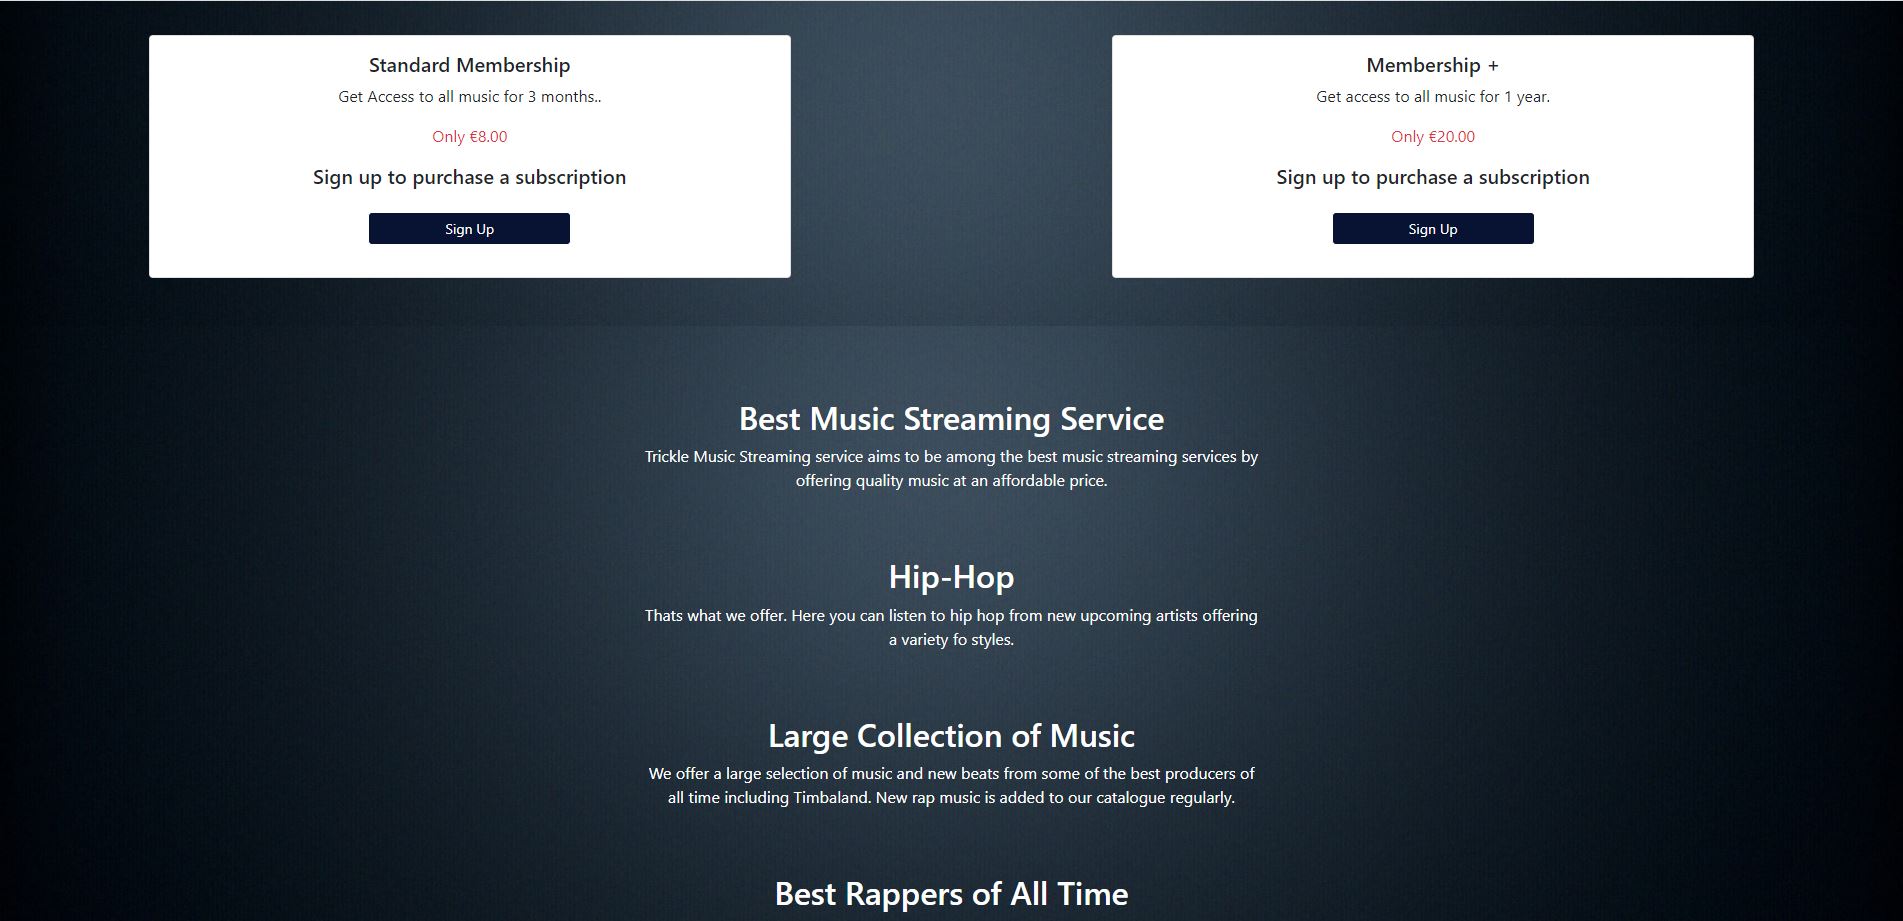 Standard Membership
Get Access to all music for 3 months..
Only €8.00
Sign up to purchase a subscription
Sign Up
Membership +
Get access to all music for 1 year.
Only €20.00
Sign up to purchase a subscription
Sign Up
Best Music Streaming Service
Trickle Music Streaming service aims to be among the best music streaming services by
offering quality music at an affordable price.
Hip-Hop
Thats what we offer. Here you can listen to hip hop from new upcoming artists offering
a variety fo styles.
Large Collection of Music
We offer a large selection of music and new beats from some of the best producers of
all time including Timbaland. New rap music is added to our catalogue regularly.
Best Rappers of All Time